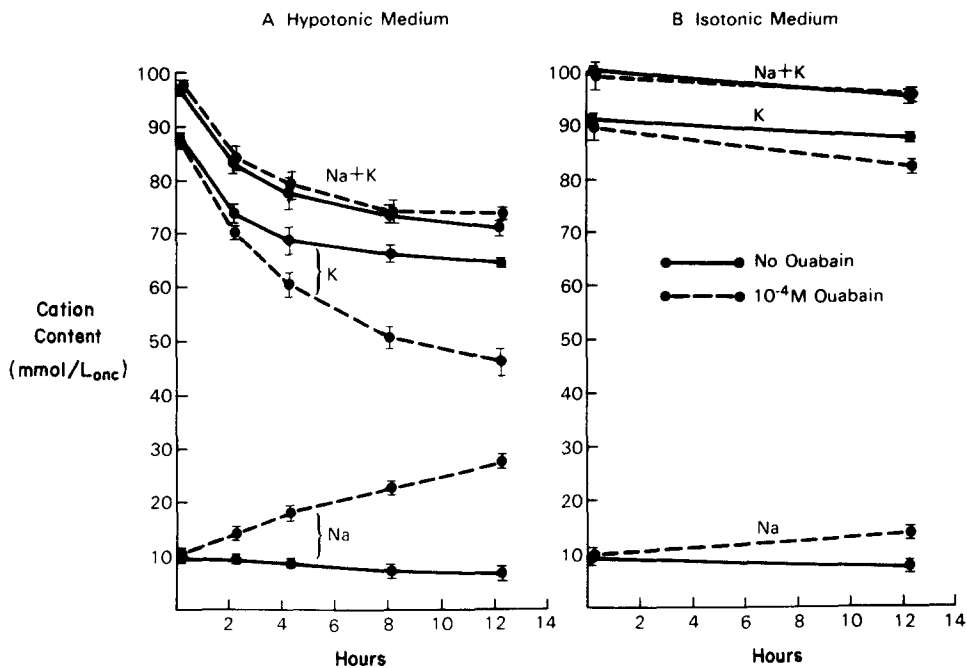 A Hypotonic Medium
B Isotonic Medium
Cation
Content
(mmol/Lonc)
100
90
80
70
60
50
40
30
20
10
Na+K
K
Na
2
4
6
8
10
12
14
Hours
100
90
80
70
60
50
40
30
20
10
Na+K
K
No Ouabain
10⁻⁴M Ouabain
Na
2
4
6
8
10
12
14
Hours